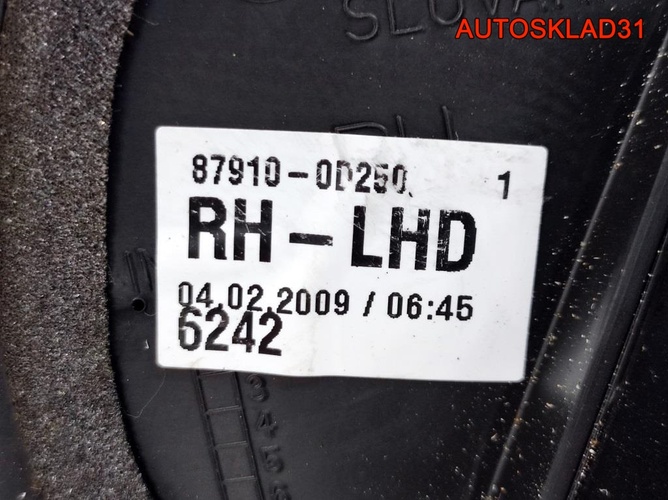 AUTOSKLAD31
87910-0D250 1
RH-LHD
04.02.2009 / 06:45
6242